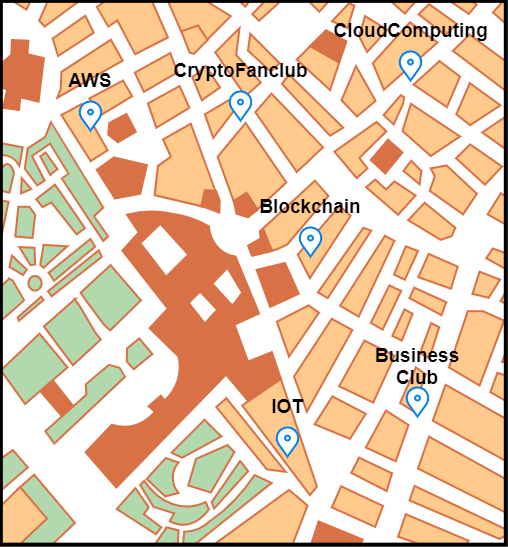 CloudComputing
CryptoFanclub
AWS
Blockchain
Business
Club
IOT